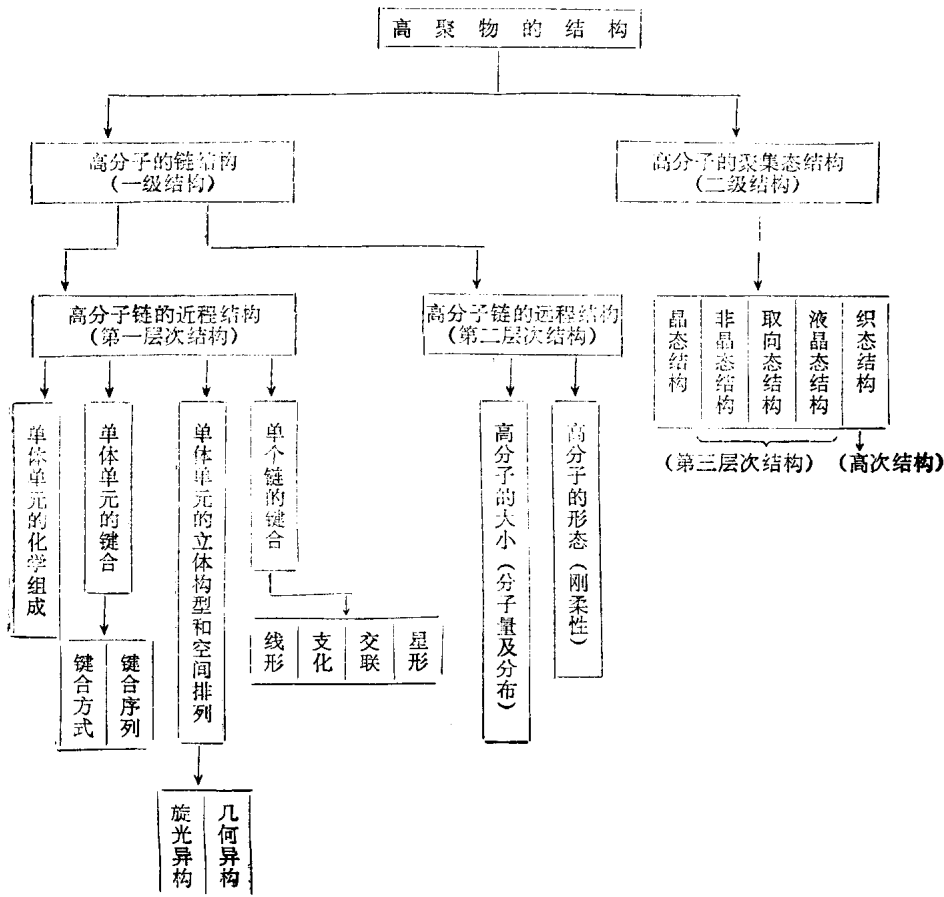 高聚物的结构
高分子的链结构
(一级结构)
高分子的聚集态结构
(二级结构)
高分子链的近程结构
(第一层次结构)
高分子链的远程结构
(第二层次结构)
晶态结构
非晶态结构
取向态结构
液晶态结构
织态结构
(第三层次结构)
(高次结构)
单体单元的化学组成
单体单元的键合
单体单元的立体构型和空间排列
单个链的键合
高分子的大小(分子量及分布)
高分子的形态(刚柔性)
线形
支化
交联
星形
键合方式
键合序列
旋光异构
几何异构